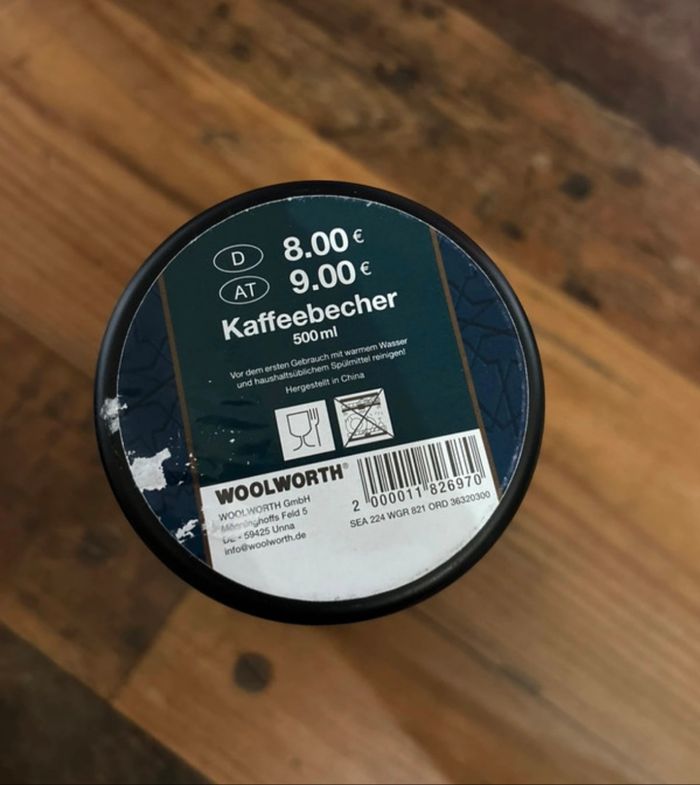 D 8.00 €
AT 9.00 €
Kaffeebecher
500 ml
Vor dem ersten Gebrauch mit warmem Wasser
und haushaltsüblichem Spülmittel reinigen!
Hergestellt in China
WOOLWORTH®
WOOLWORTH GmbH
Mönninghoffs Feld 5
DE - 59425 Unna
info@woolworth.de
2 000011 826970
SEA 224 WGR 821 ORD 36320300